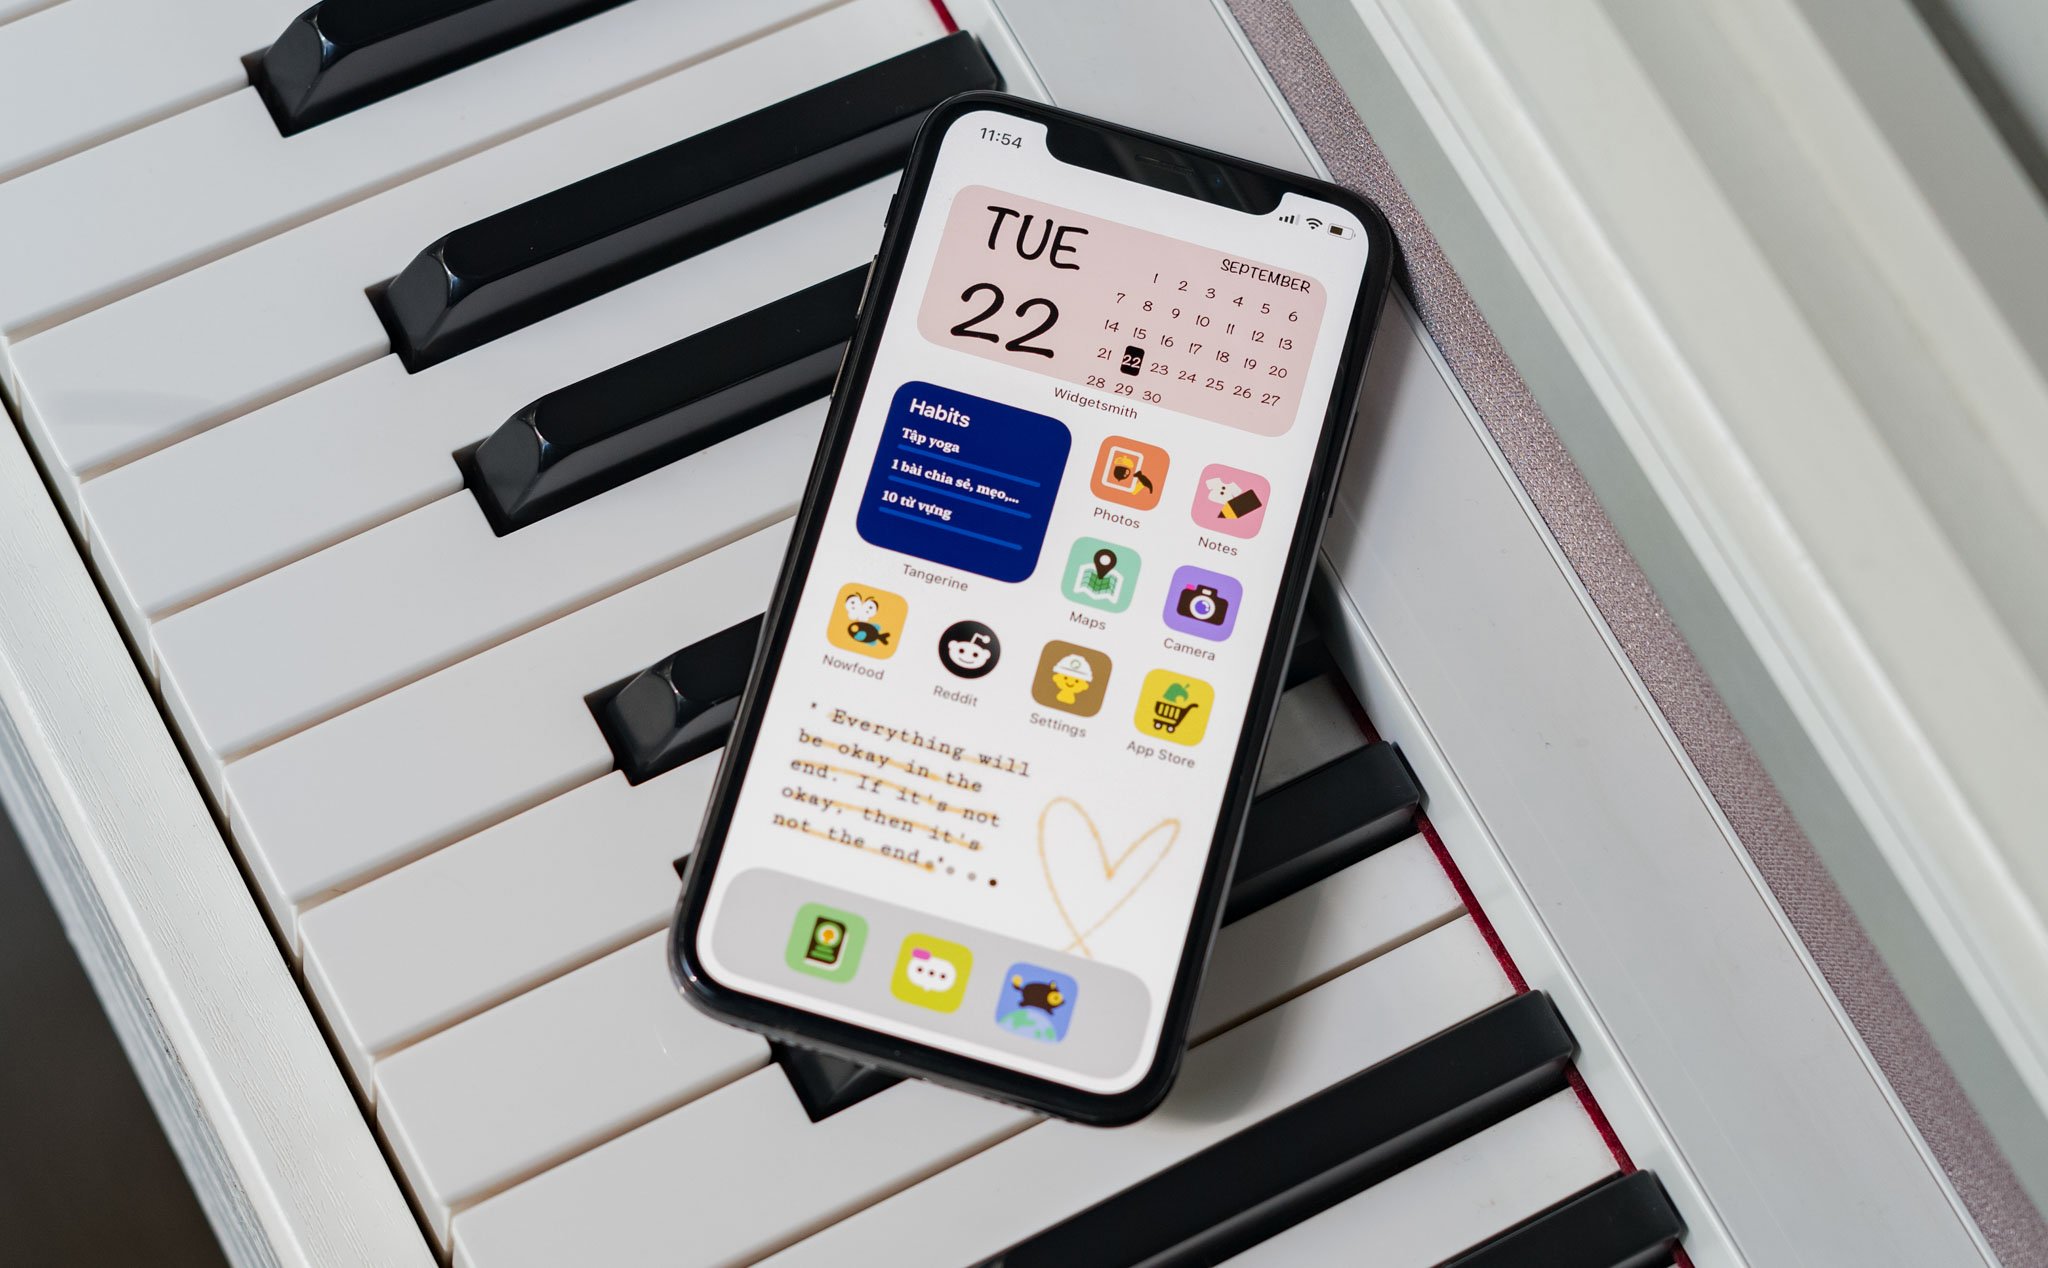 11:54
TUE
22
SEPTEMBER
1 2 3 4 5 6
7 8 9 10 11 12 13
14 15 16 17 18 19 20
21 22 23 24 25 26 27
28 29 30
Widgetsmith
Habits
Tập yoga
1 bài chia sẻ, mẹo,...
10 từ vựng
Tangerine
Photos
Notes
Maps
Camera
Nowfood
Reddit
Settings
App Store
" Everything will
be okay in the
end. If it's not
okay, then it's
not the end."